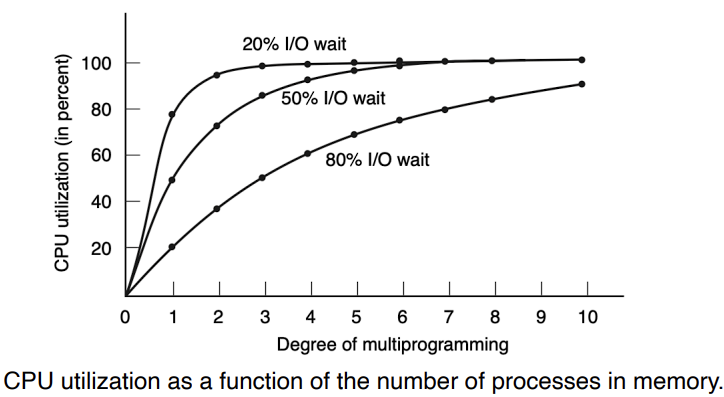 20% I/O wait
100
50% I/O wait
80
60
80% I/O wait
40
20
CPU utilization (in percent)
0 1 2 3 4 5 6 7 8 9 10
Degree of multiprogramming
CPU utilization as a function of the number of processes in memory.